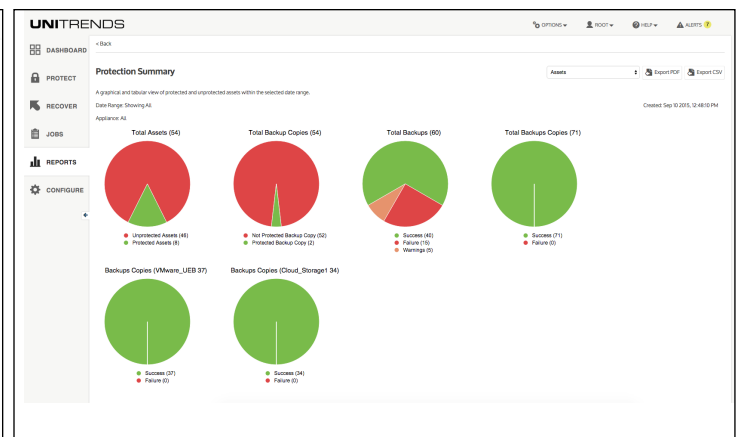 UNITRENDS
OPTIONS ROOT HELP ALERTS 7
DASHBOARD
PROTECT
RECOVER
JOBS
REPORTS
CONFIGURE
< Back
Protection Summary
Assets Export PDF Export CSV
A graphical and tabular view of protected and unprotected assets within the selected date range.
Date Range: Showing All Created: Sep 10 2015, 12:48:10 PM
Appliance: All
Total Assets (54) Total Backup Copies (54) Total Backups (60) Total Backups Copies (71)
Unprotected Assets (46) Not Protected Backup Copy (52) Success (40) Success (71)
Protected Assets (8) Protected Backup Copy (2) Failure (15) Failure (0)
Warnings (5)
Backups Copies (VMware_UEB 37) Backups Copies (Cloud_Storage1 34)
Success (37) Success (34)
Failure (0) Failure (0)